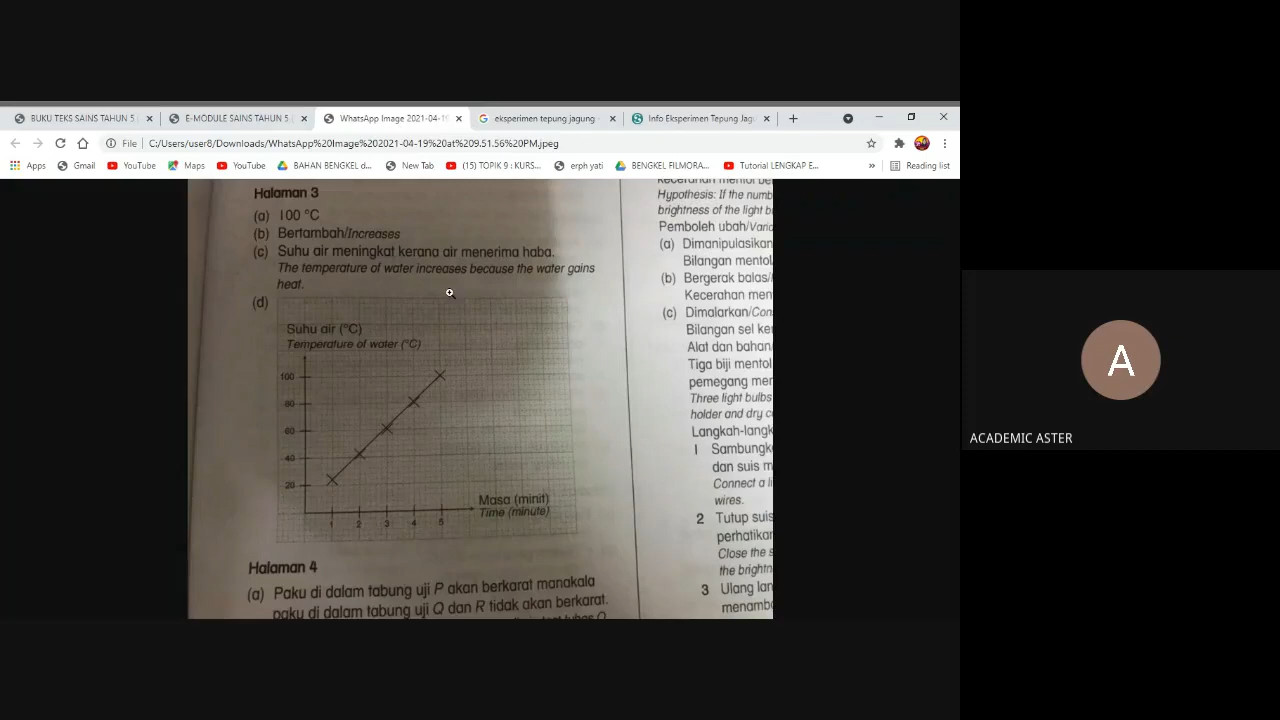 BUKU TEKS SAINS TAHUN 5
E-MODULE SAINS TAHUN 5
WhatsApp Image 2021-04-19
eksperimen tepung jagung
Info Eksperimen Tepung Jagu
File
C:/Users/user8/Downloads/WhatsApp%20Image%202021-04-19%20at%209.51.56%20PM.jpeg
Apps
Gmail
YouTube
Maps
YouTube
BAHAN BENGKEL d...
New Tab
(15) TOPIK 9 : KURS...
erph yati
BENGKEL FILMORA...
Tutorial LENGKAP E...
»
Reading list
Halaman 3
(a) 100 °C
(b) Bertambah/Increases
(c) Suhu air meningkat kerana air menerima haba.
The temperature of water increases because the water gains
heat.
(d)
Suhu air (°C)
Temperature of water (°C)
100
80
60
40
20
1 2 3 4 5
Masa (minit)
Time (minute)
Halaman 4
(a) Paku di dalam tabung uji P akan berkarat manakala
paku di dalam tabung uji Q dan R tidak akan berkarat.
Hypothesis: If the numb
brightness of the light b
Pemboleh ubah/Varia
(a) Dimanipulasikan
Bilangan mentol
(b) Bergerak balas/
Kecerahan men
(c) Dimalarkan/Con
Bilangan sel ke
Alat dan bahan
Tiga biji mentol
pemegang men
Three light bulbs
holder and dry c
Langkah-langk
1 Sambungk
dan suis m
Connect a li
wires.
2 Tutup suis
perhatikan
Close the s
the brightn
3 Ulang lan
menamba
A
ACADEMIC ASTER